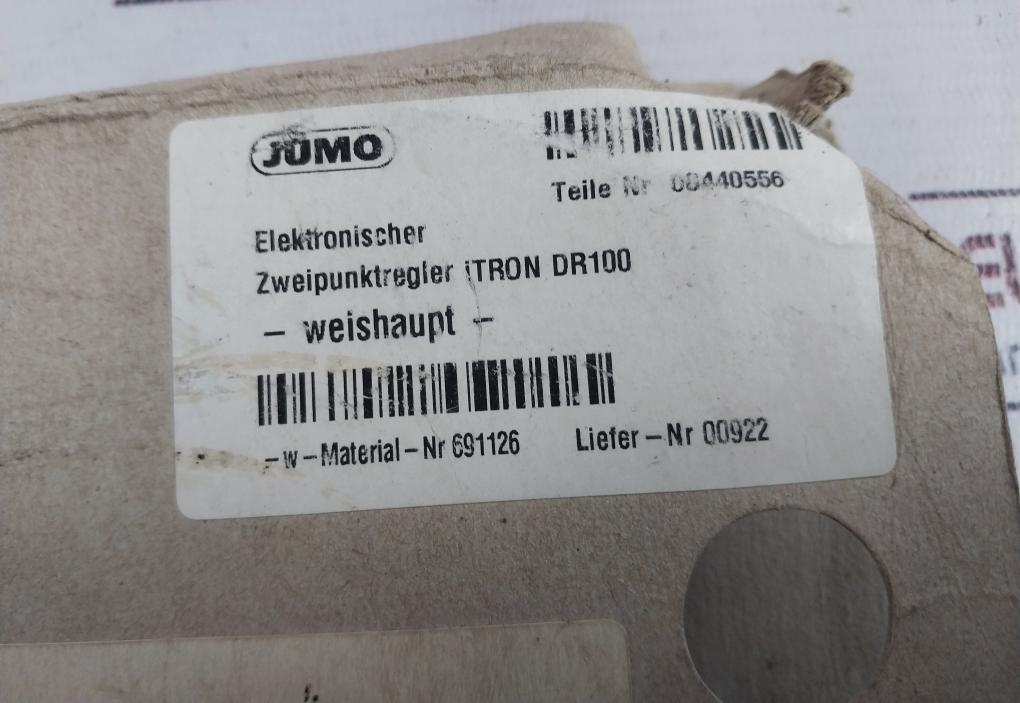 JUMO
Teile Nr 00440556
Elektronischer
Zweipunktregler iTRON DR100
- weishaupt -
-w-Material-Nr 691126
Liefer-Nr 00922